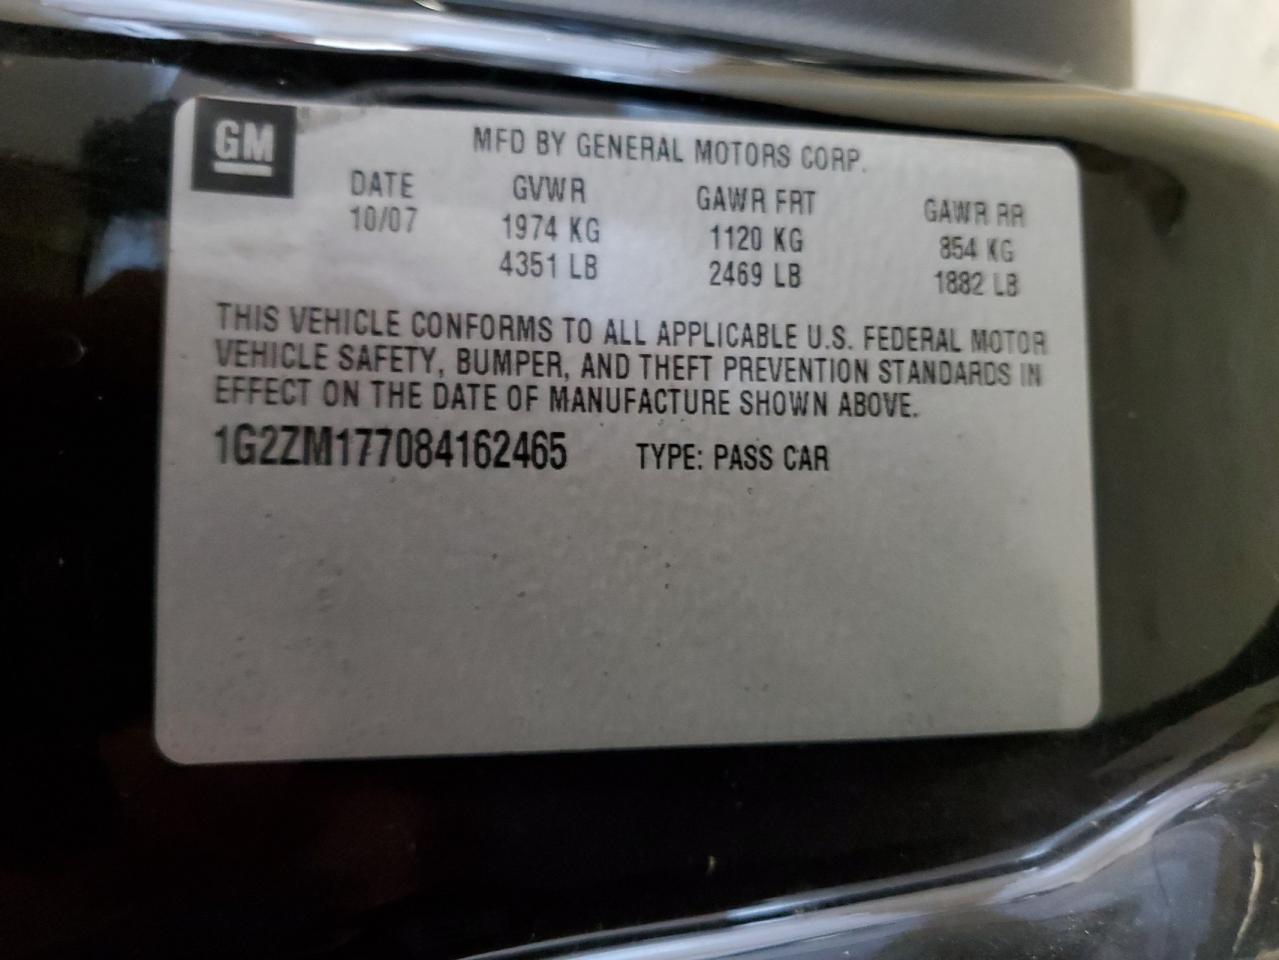 GM
MFD BY GENERAL MOTORS CORP.
DATE GVWR GAWR FRT GAWR RR
10/07 1974 KG 1120 KG 854 KG
4351 LB 2469 LB 1882 LB
THIS VEHICLE CONFORMS TO ALL APPLICABLE U.S. FEDERAL MOTOR
VEHICLE SAFETY, BUMPER, AND THEFT PREVENTION STANDARDS IN
EFFECT ON THE DATE OF MANUFACTURE SHOWN ABOVE.
1G2ZM177084162465 TYPE: PASS CAR